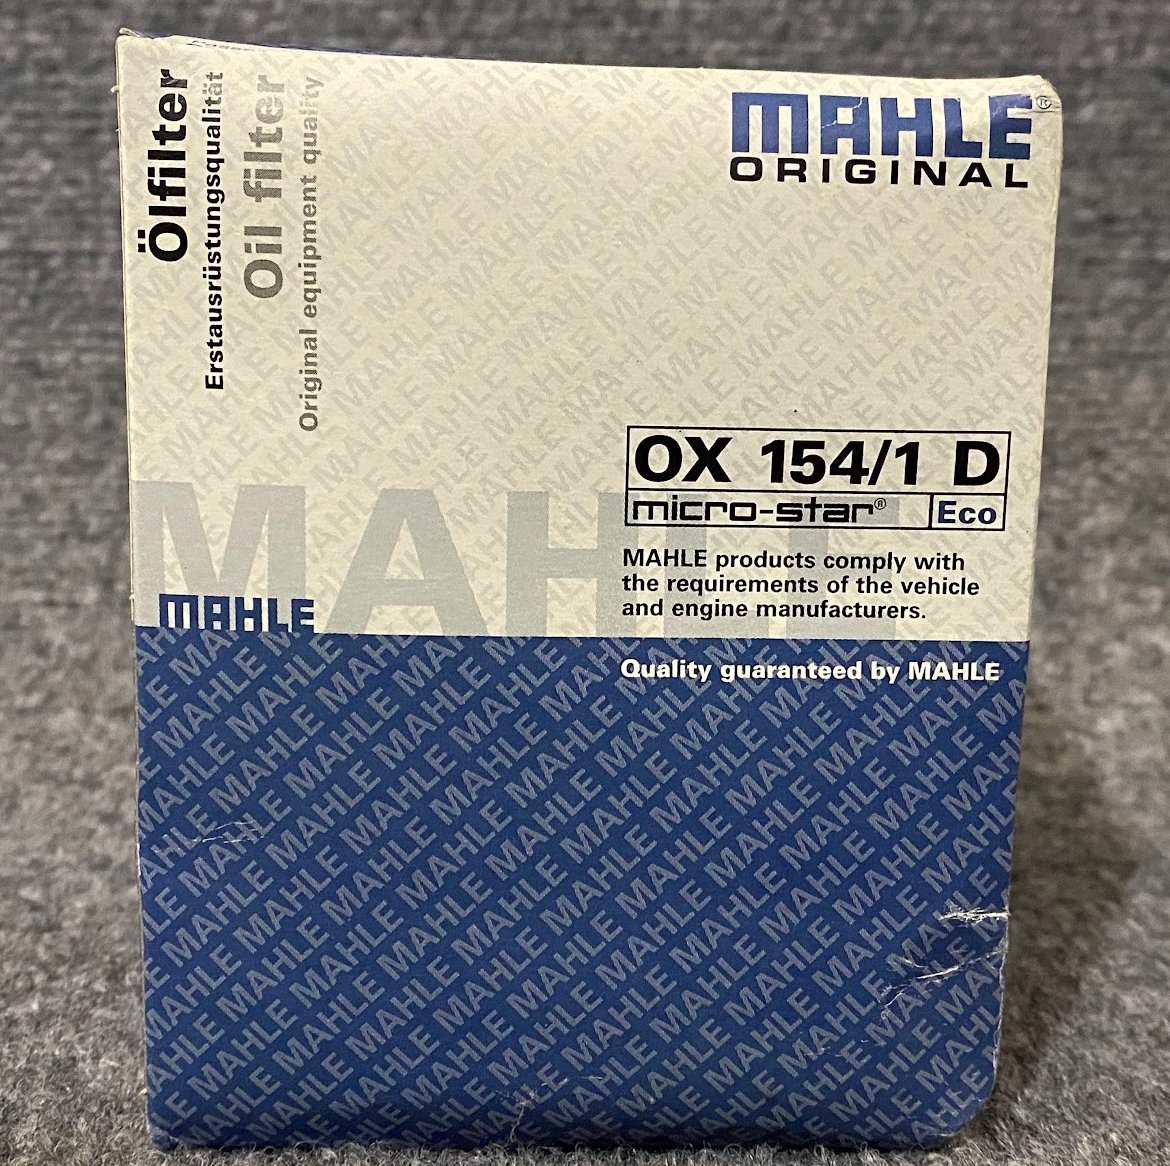 Ölfilter
Erstausrüstungsqualität
Oil filter
Original equipment quality
MAHLE®
ORIGINAL
OX 154/1 D
micro-star®
Eco
MAHLE products comply with
the requirements of the vehicle
and engine manufacturers.
MAHLE
MAHLE
Quality guaranteed by MAHLE